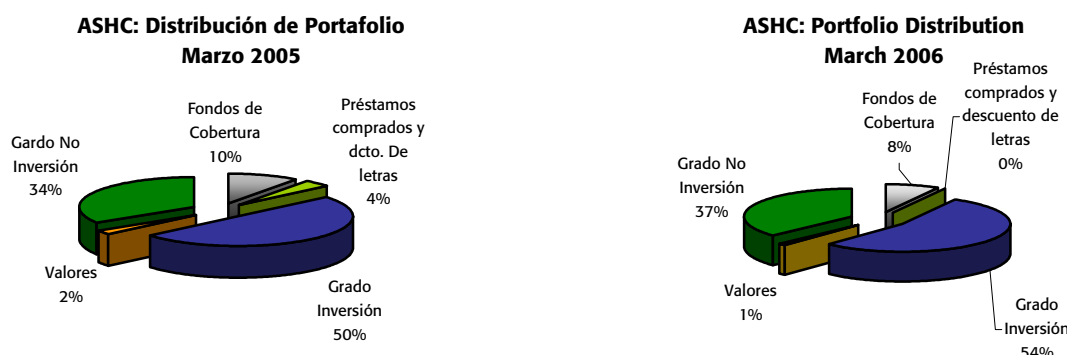 ASHC: Distribución de Portafolio
Marzo 2005
Fondos de
Cobertura
10%
Préstamos
comprados y
dcto. De
letras
4%
Gardo No
Inversión
34%
Valores
2%
Grado
Inversión
50%
ASHC: Portfolio Distribution
March 2006
Fondos de
Cobertura
8%
Préstamos
comprados y
descuento de
letras
0%
Grado No
Inversión
37%
Valores
1%
Grado
Inversión
54%